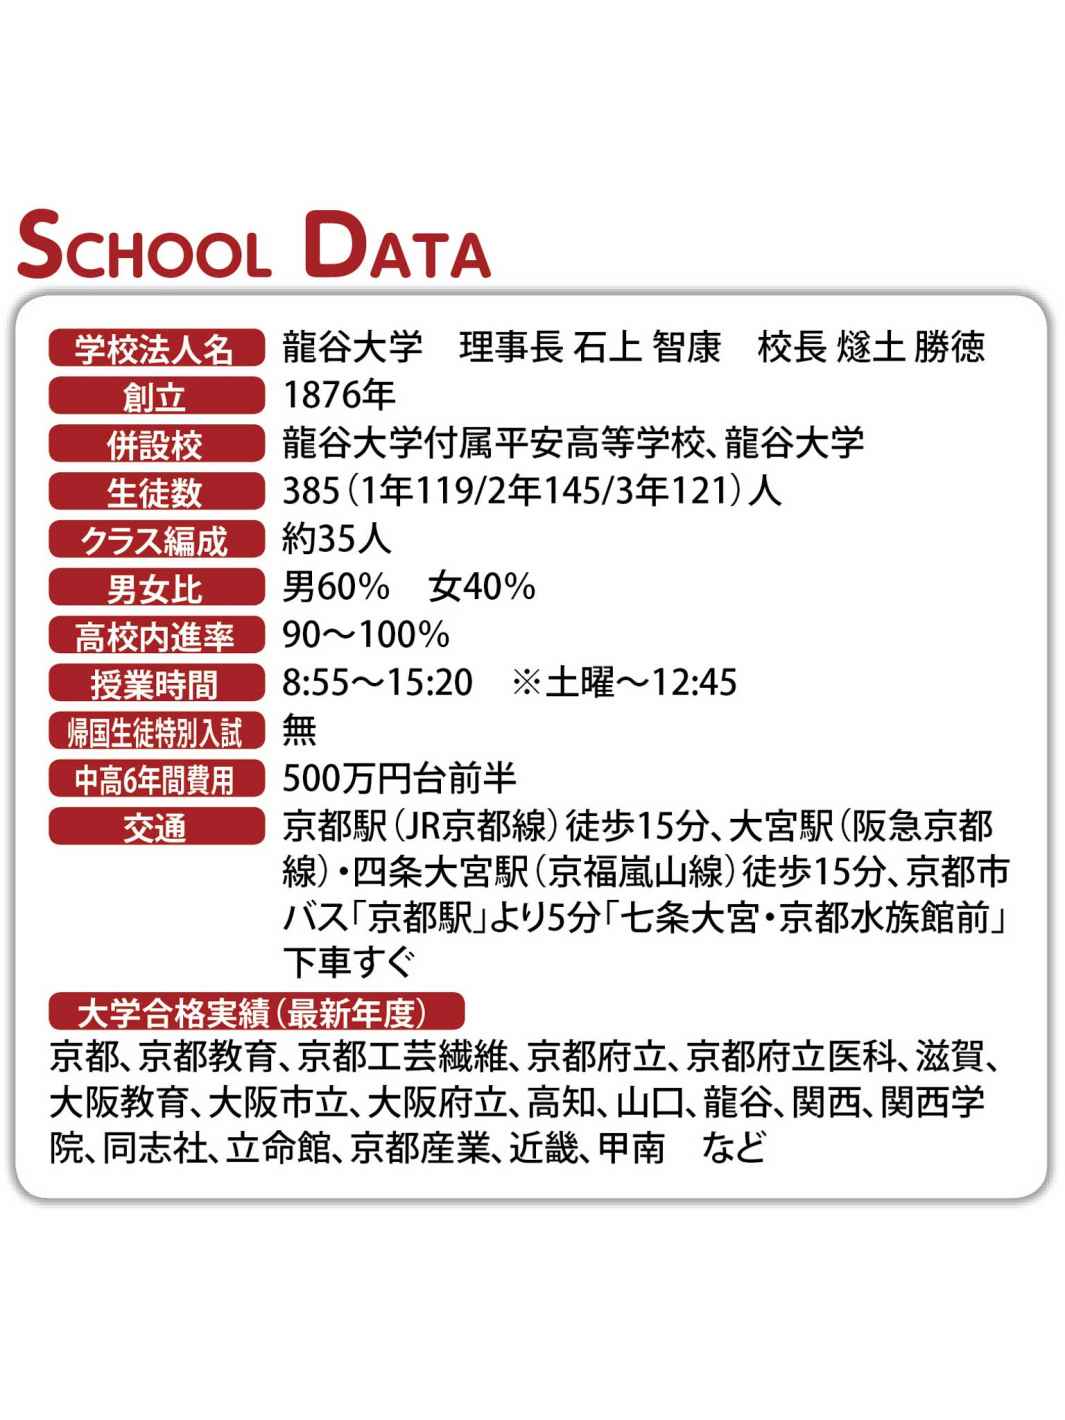 SCHOOL DATA
学校法人名 龍谷大学　理事長 石上 智康　校長 燧土 勝徳
創立 1876年
併設校 龍谷大学付属平安高等学校、龍谷大学
生徒数 385（1年119/2年145/3年121）人
クラス編成 約35人
男女比 男60%　女40%
高校内進率 90〜100%
授業時間 8:55〜15:20　※土曜〜12:45
帰国生徒特別入試 無
中高6年間費用 500万円台前半
交通 京都駅（JR京都線）徒歩15分、大宮駅（阪急京都
線）・四条大宮駅（京福嵐山線）徒歩15分、京都市
バス「京都駅」より5分「七条大宮・京都水族館前」
下車すぐ
大学合格実績（最新年度）
京都、京都教育、京都工芸繊維、京都府立、京都府立医科、滋賀、
大阪教育、大阪市立、大阪府立、高知、山口、龍谷、関西、関西学
院、同志社、立命館、京都産業、近畿、甲南　など